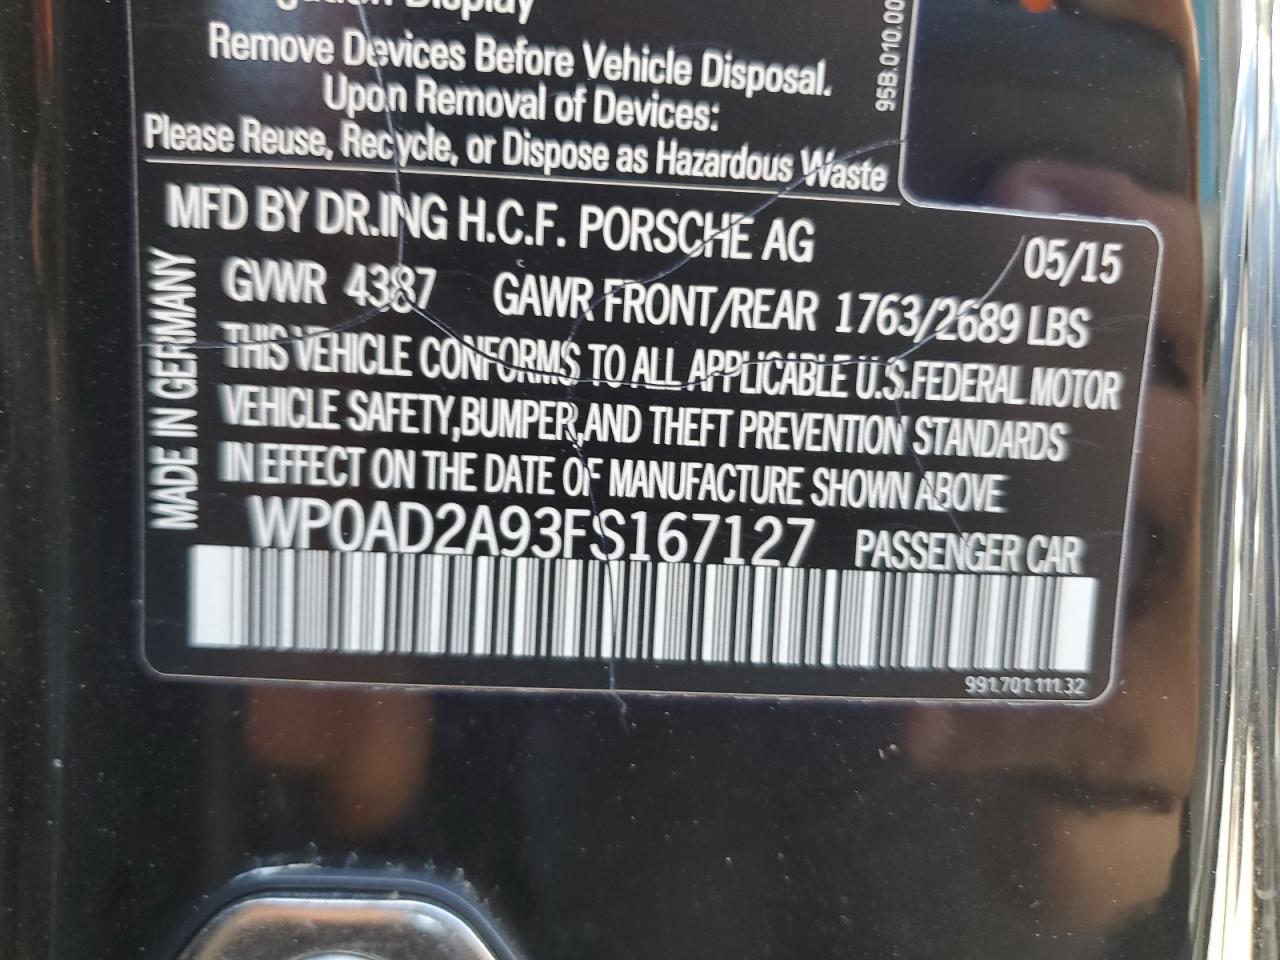 Display
Remove Devices Before Vehicle Disposal.
Upon Removal of Devices:
Please Reuse, Recycle, or Dispose as Hazardous Waste
95B.010.00
MFD BY DR.ING H.C.F. PORSCHE AG 05/15
GVWR 4387 GAWR FRONT/REAR 1763/2689 LBS
THIS VEHICLE CONFORMS TO ALL APPLICABLE U.S.FEDERAL MOTOR
VEHICLE SAFETY,BUMPER,AND THEFT PREVENTION STANDARDS
IN EFFECT ON THE DATE OF MANUFACTURE SHOWN ABOVE
WP0AD2A93FS167127 PASSENGER CAR
MADE IN GERMANY
991.701.111.32